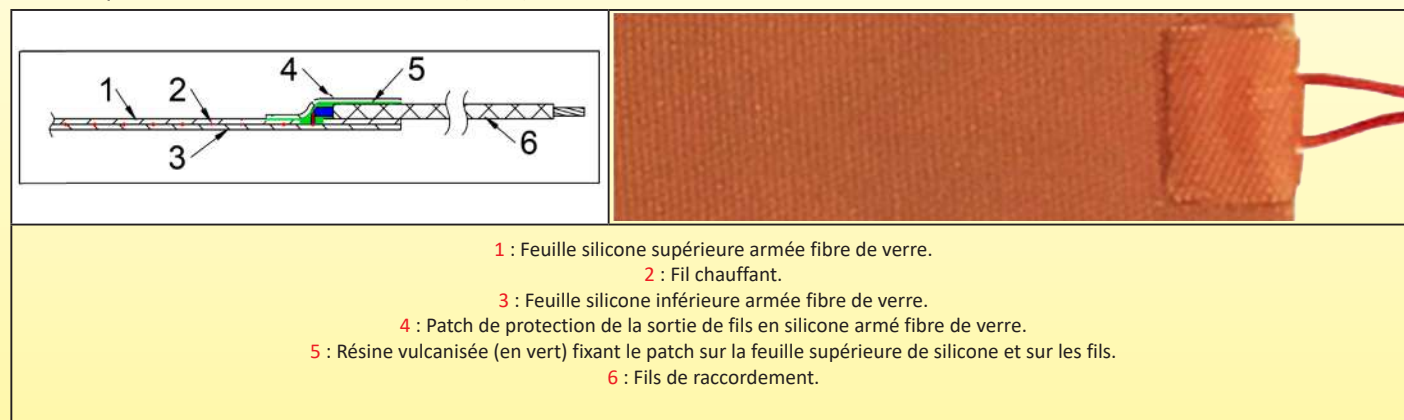 4
5
1
2
3
6
1 : Feuille silicone supérieure armée fibre de verre.
2 : Fil chauffant.
3 : Feuille silicone inférieure armée fibre de verre.
4 : Patch de protection de la sortie de fils en silicone armé fibre de verre.
5 : Résine vulcanisée (en vert) fixant le patch sur la feuille supérieure de silicone et sur les fils.
6 : Fils de raccordement.